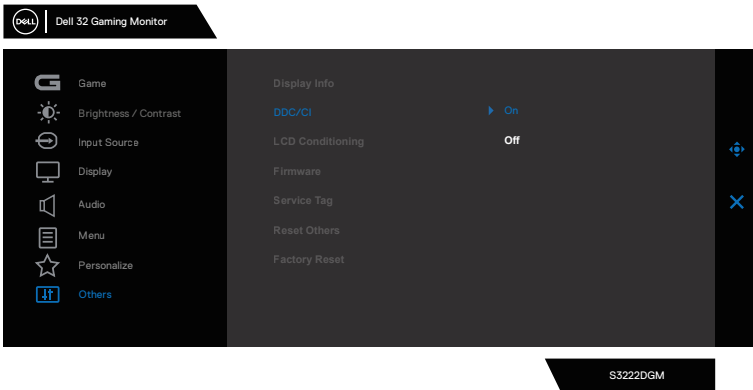 DELL Dell 32 Gaming Monitor
Game
Brightness / Contrast
Input Source
Display
Audio
Menu
Personalize
Others
Display Info
DDC/CI
LCD Conditioning
Firmware
Service Tag
Reset Others
Factory Reset
On
Off
S3222DGM